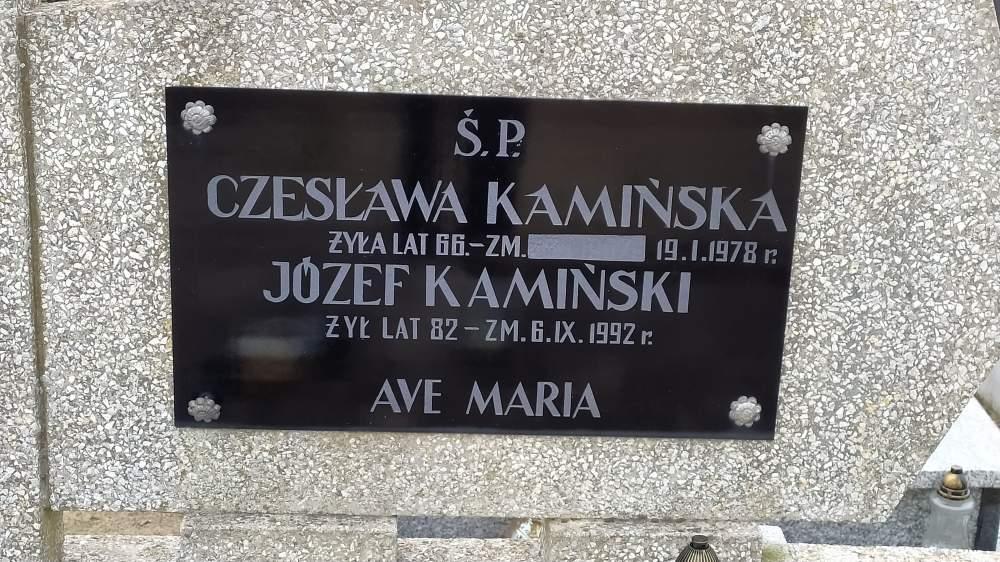 Ś.P.
CZESŁAWA KAMIŃSKA
ŻYŁA LAT 66.-ZM. 19.I.1978 r.
JÓZEF KAMIŃSKI
ŻYŁ LAT 82 - ZM. 6.IX.1992 r.
AVE MARIA